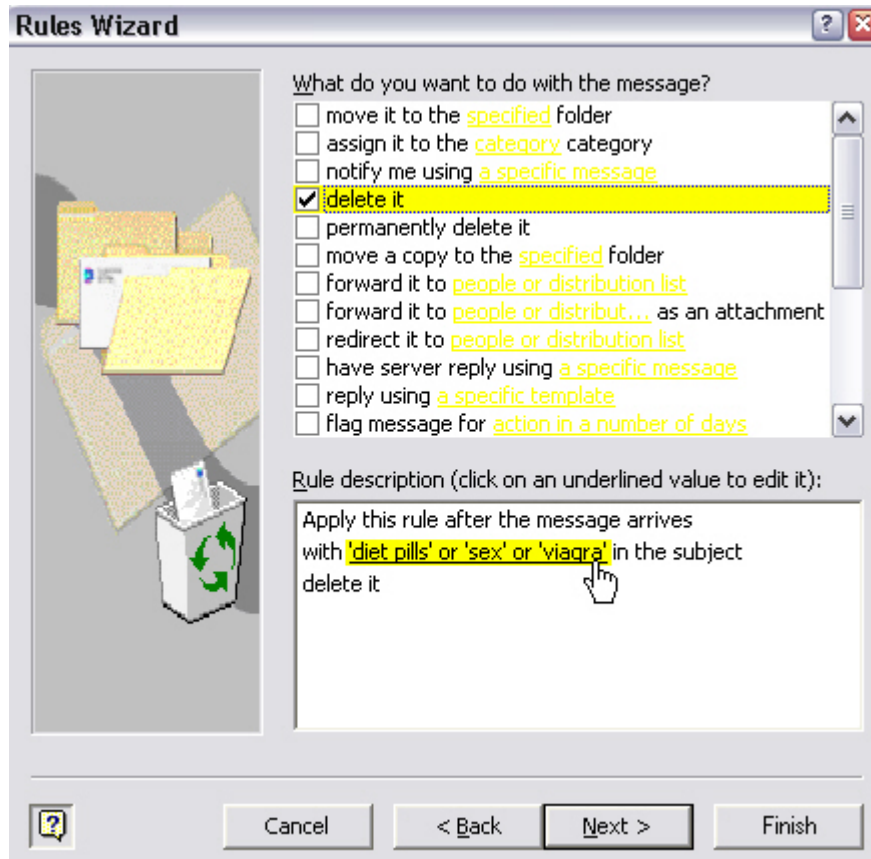 Rules Wizard
What do you want to do with the message?
move it to the specified folder
assign it to the category category
notify me using a specific message
delete it
permanently delete it
move a copy to the specified folder
forward it to people or distribution list
forward it to people or distribut... as an attachment
redirect it to people or distribution list
have server reply using a specific message
reply using a specific template
flag message for action in a number of days
Rule description (click on an underlined value to edit it):
Apply this rule after the message arrives
with 'diet pills' or 'sex' or 'viagra' in the subject
delete it
Cancel
< Back
Next >
Finish